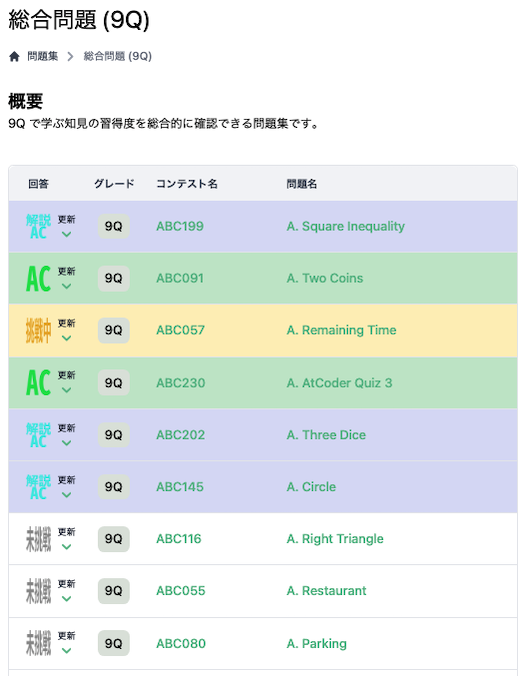 総合問題 (9Q)
問題集 総合問題 (9Q)
概要
9Q で学ぶ知見の習得度を総合的に確認できる問題集です。
回答 グレード コンテスト名 問題名
解説AC 更新 9Q ABC199 A. Square Inequality
AC 更新 9Q ABC091 A. Two Coins
挑戦中 更新 9Q ABC057 A. Remaining Time
AC 更新 9Q ABC230 A. AtCoder Quiz 3
解説AC 更新 9Q ABC202 A. Three Dice
解説AC 更新 9Q ABC145 A. Circle
未挑戦 更新 9Q ABC116 A. Right Triangle
未挑戦 更新 9Q ABC055 A. Restaurant
未挑戦 更新 9Q ABC080 A. Parking